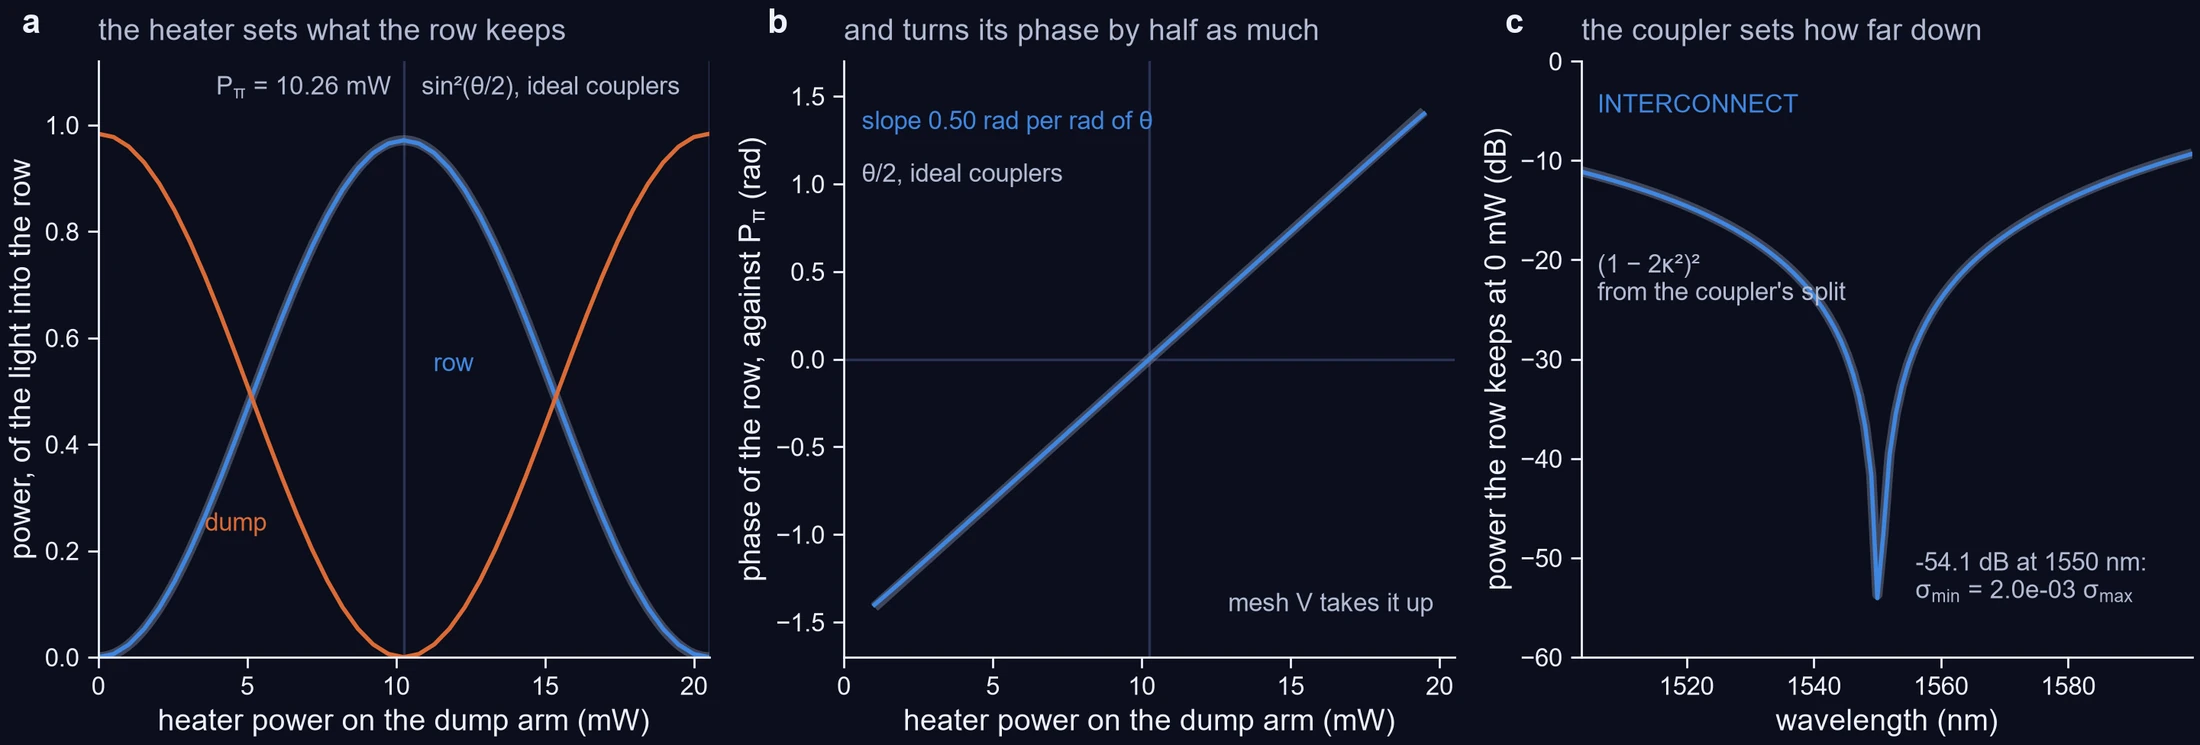 a
the heater sets what the row keeps
P_π = 10.26 mW
sin²(θ/2), ideal couplers
row
dump
power, of the light into the row
1.0
0.8
0.6
0.4
0.2
0.0
0
5
10
15
20
heater power on the dump arm (mW)
b
and turns its phase by half as much
slope 0.50 rad per rad of θ
θ/2, ideal couplers
mesh V takes it up
phase of the row, against P_π (rad)
1.5
1.0
0.5
0.0
−0.5
−1.0
−1.5
0
5
10
15
20
heater power on the dump arm (mW)
c
the coupler sets how far down
INTERCONNECT
(1 − 2κ²)²
from the coupler's split
-54.1 dB at 1550 nm:
σ_min = 2.0e-03 σ_max
power the row keeps at 0 mW (dB)
0
−10
−20
−30
−40
−50
−60
1520
1540
1560
1580
wavelength (nm)